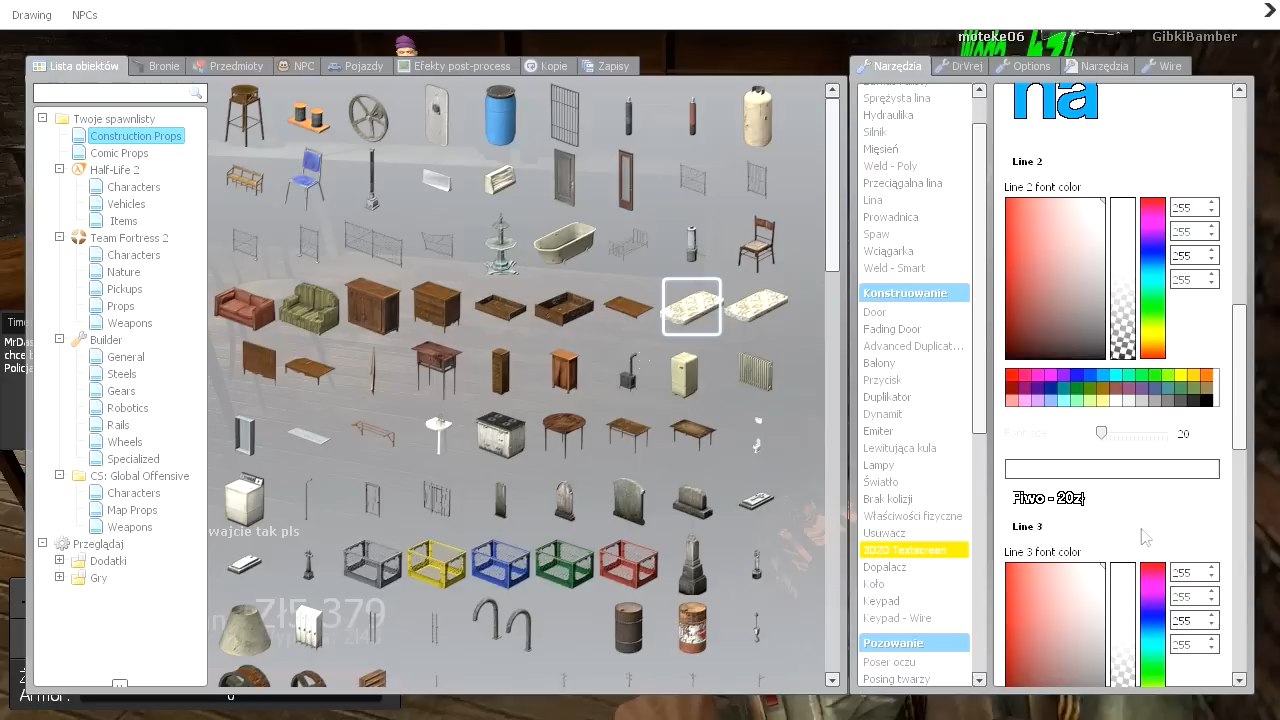 Drawing NPCs
moteke06 GibkiBamber
Lista obiektów Bronie Przedmioty NPC Pojazdy Efekty post-process Kopie Zapisy
Narzędzia DrVrej Options Narzędzia Wire
Twoje spawnlisty
Construction Props
Comic Props
Half-Life 2
Characters
Vehicles
Items
Team Fortress 2
Characters
Nature
Pickups
Props
Weapons
Builder
General
Steels
Gears
Robotics
Rails
Wheels
Specialized
CS: Global Offensive
Characters
Map Props
Weapons
Przeglądaj
Dodatki
Gry
wajcie tak pls
Zł5,379
Armor: 0
Sprężysta lina
Hydraulika
Silnik
Mięsień
Weld - Poly
Przeciągalna lina
Lina
Prowadnica
Spaw
Wciągarka
Weld - Smart
Konstruowanie
Door
Fading Door
Advanced Duplicat...
Balony
Przycisk
Duplikator
Dynamit
Emiter
Lewitująca kula
Lampy
Światło
Brak kolizji
Właściwości fizyczne
Usuwacz
3D2D Textscreen
Dopalacz
Koło
Keypad
Keypad - Wire
Pozowanie
Poser oczu
Posing twarzy
na
Line 2
Line 2 font color
255
255
255
255
Font size 20
Piwo - 20zł
Line 3
Line 3 font color
255
255
255
255